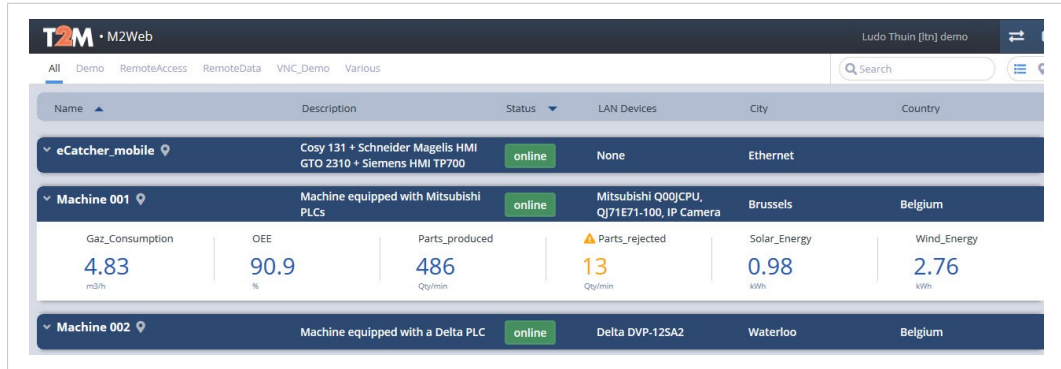 T2M • M2Web
Ludo Thuin [ltn] demo
All Demo RemoteAccess RemoteData VNC_Demo Various
Search
Name Description Status LAN Devices City Country
eCatcher_mobile
Cosy 131 + Schneider Magelis HMI
GTO 2310 + Siemens HMI TP700
online
None
Ethernet
Machine 001
Machine equipped with Mitsubishi
PLCs
online
Mitsubishi Q00JCPU,
QJ71E71-100, IP Camera
Brussels
Belgium
Gaz_Consumption OEE Parts_produced Parts_rejected Solar_Energy Wind_Energy
4.83 90.9 486 13 0.98 2.76
m3/h % Qty/min Qty/min kWh kWh
Machine 002
Machine equipped with a Delta PLC
online
Delta DVP-12SA2
Waterloo
Belgium